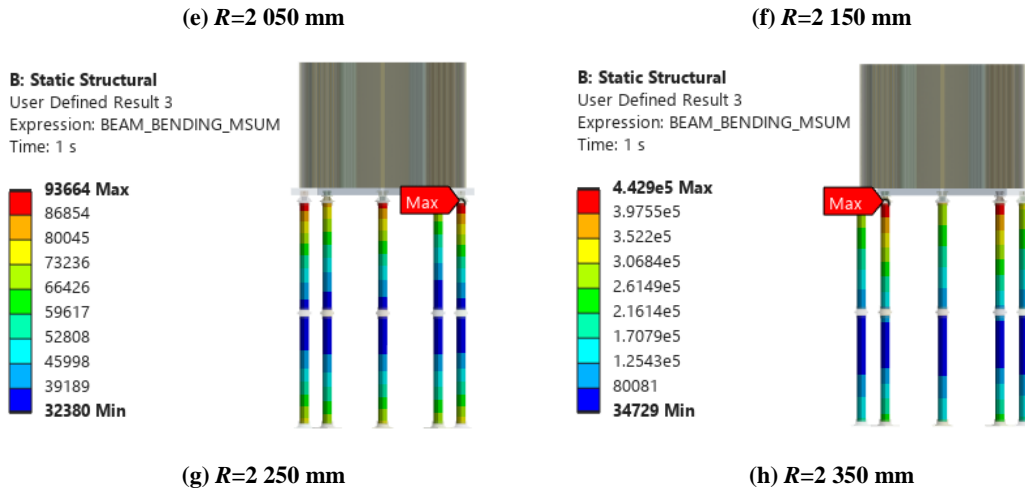 (e) R=2 050 mm
(f) R=2 150 mm
B: Static Structural
User Defined Result 3
Expression: BEAM_BENDING_MSUM
Time: 1 s
93664 Max
86854
80045
73236
66426
59617
52808
45998
39189
32380 Min
Max
B: Static Structural
User Defined Result 3
Expression: BEAM_BENDING_MSUM
Time: 1 s
4.429e5 Max
3.9755e5
3.522e5
3.0684e5
2.6149e5
2.1614e5
1.7079e5
1.2543e5
80081
34729 Min
Max
(g) R=2 250 mm
(h) R=2 350 mm